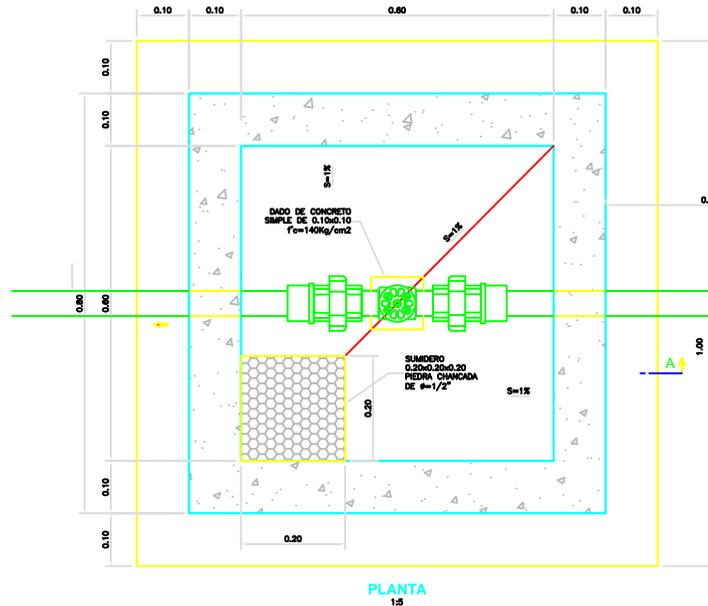 0.10 0.10 0.60 0.10 0.10
0.10
0.10
S=1%
DADO DE CONCRETO
SIMPLE DE 0.10x0.10
f'c=140Kg/cm2
S=1%
0.80
0.60
1.00
SUMIDERO
0.20x0.20x0.20
PIEDRA CHANCADA
DE ø=1/2"
S=1%
A
0.20
0.10
0.10
0.20
PLANTA
1:5